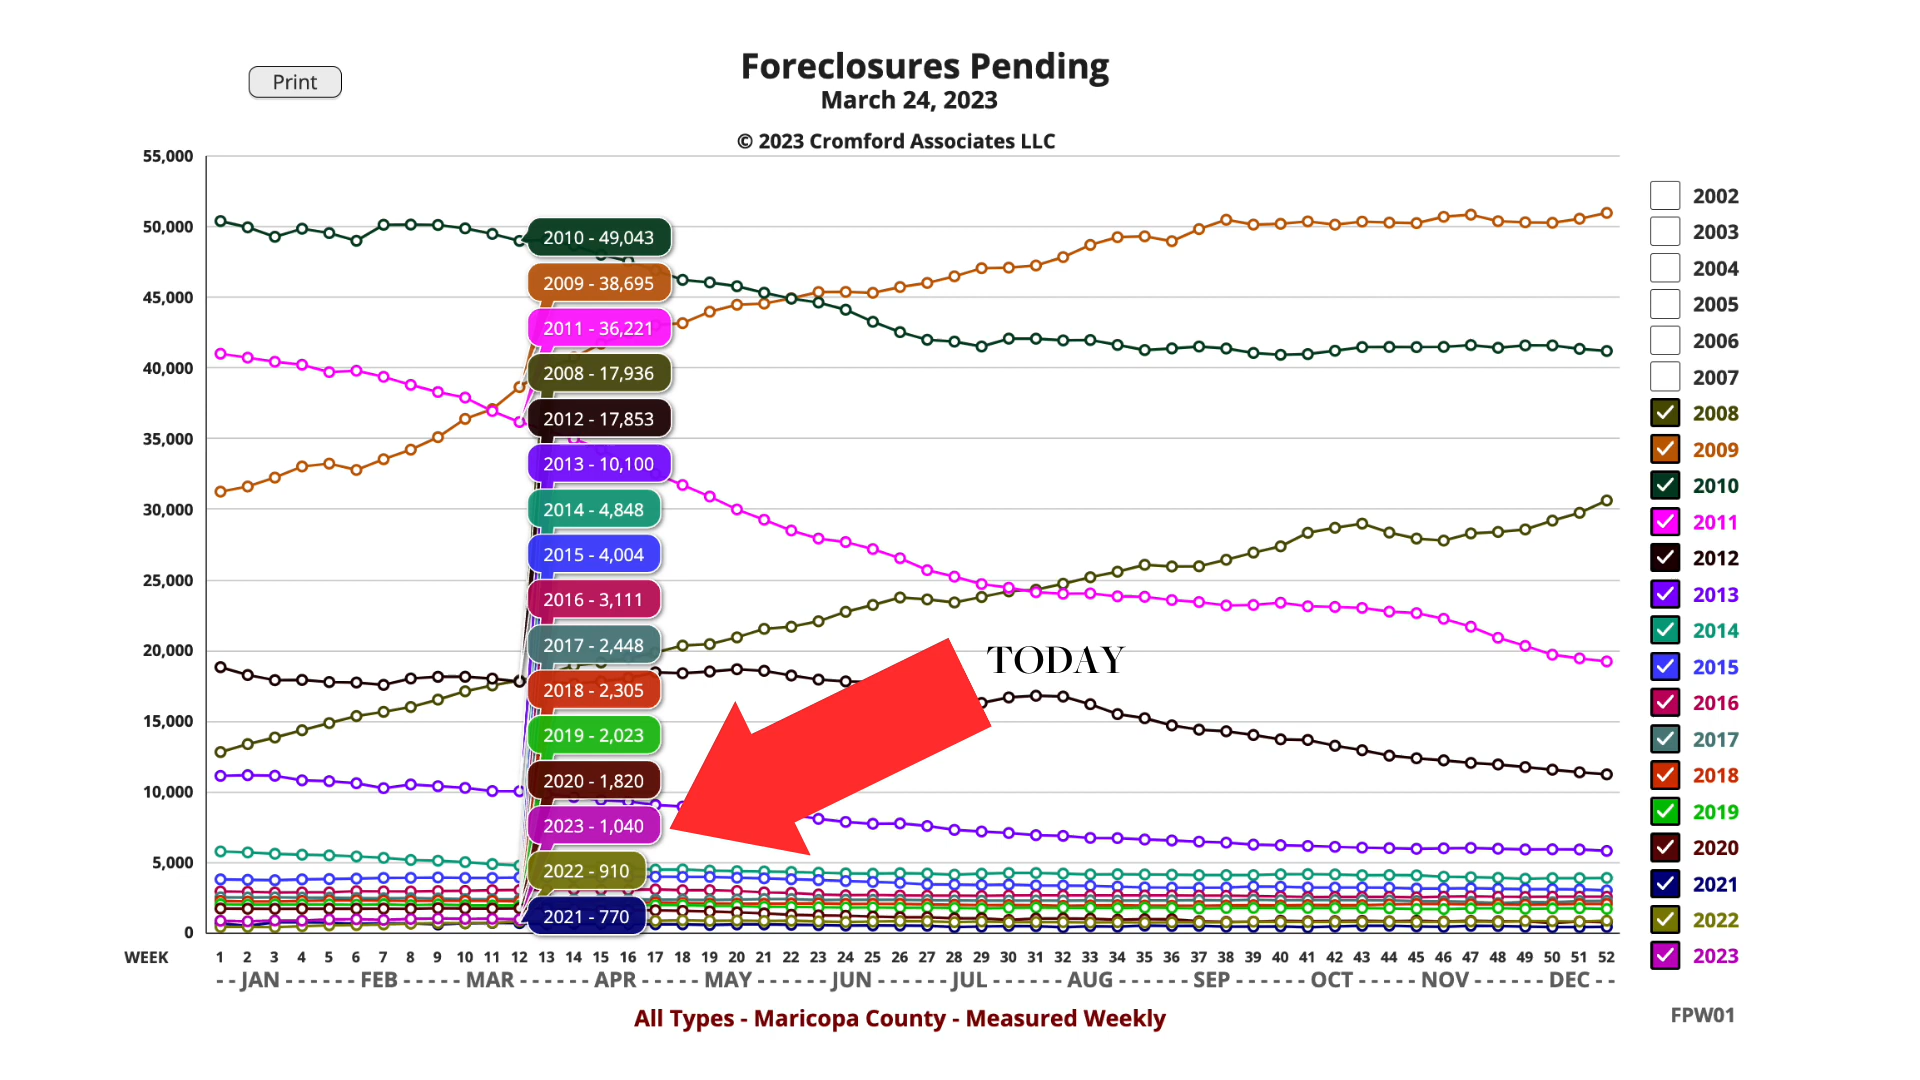 Print
Foreclosures Pending
March 24, 2023
© 2023 Cromford Associates LLC
55,000
50,000
45,000
40,000
35,000
30,000
25,000
20,000
15,000
10,000
5,000
0
2010 - 49,043
2009 - 38,695
2011 - 36,221
2008 - 17,936
2012 - 17,853
2013 - 10,100
2014 - 4,848
2015 - 4,004
2016 - 3,111
2017 - 2,448
2018 - 2,305
2019 - 2,023
2020 - 1,820
2023 - 1,040
2022 - 910
2021 - 770
TODAY
2002
2003
2004
2005
2006
2007
2008
2009
2010
2011
2012
2013
2014
2015
2016
2017
2018
2019
2020
2021
2022
2023
WEEK 1 2 3 4 5 6 7 8 9 10 11 12 13 14 15 16 17 18 19 20 21 22 23 24 25 26 27 28 29 30 31 32 33 34 35 36 37 38 39 40 41 42 43 44 45 46 47 48 49 50 51 52
- - JAN - - - - - - FEB - - - - - - MAR - - - - - - APR - - - - - MAY - - - - - - JUN - - - - - - JUL - - - - - - AUG - - - - - - SEP - - - - - - OCT - - - - - - NOV - - - - - - DEC - -
All Types - Maricopa County - Measured Weekly
FPW01